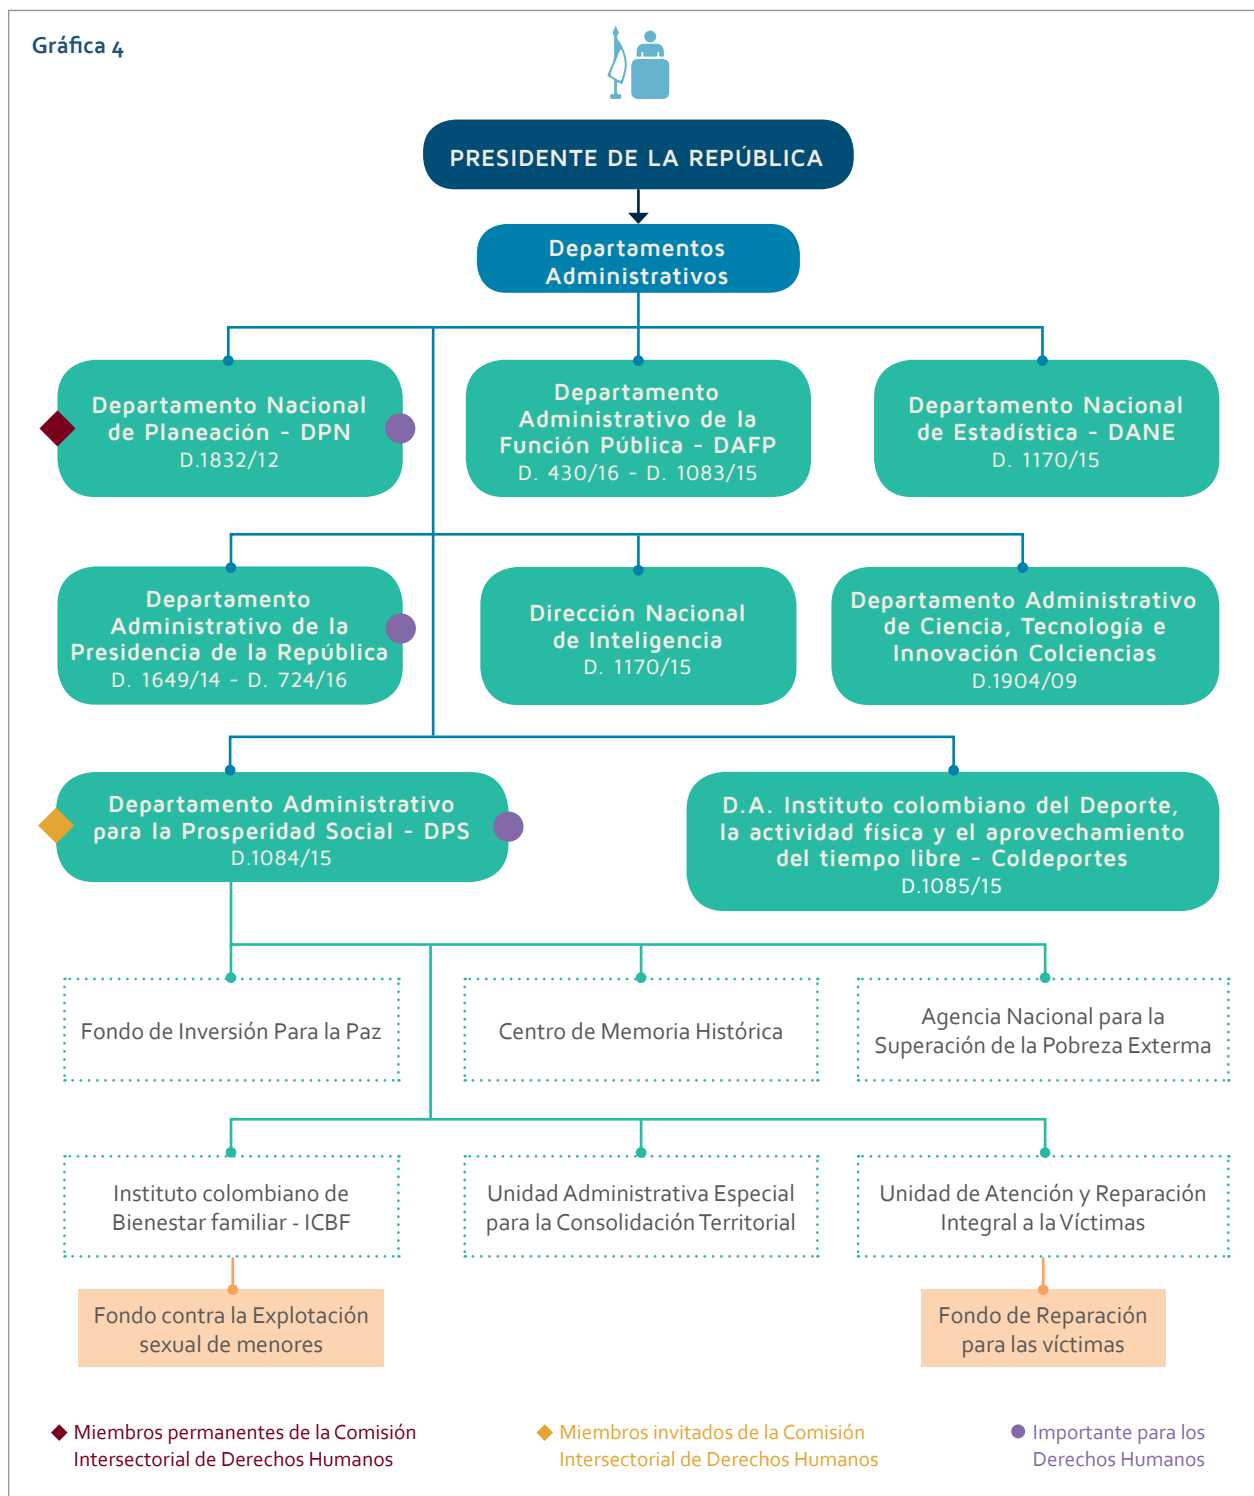 Gráfica 4
PRESIDENTE DE LA REPÚBLICA
Departamentos
Administrativos
Departamento Nacional
de Planeación - DPN
D.1832/12
Departamento
Administrativo de la
Función Pública - DAFP
D. 430/16 - D. 1083/15
Departamento Nacional
de Estadística - DANE
D. 1170/15
Departamento
Administrativo de la
Presidencia de la República
D. 1649/14 - D. 724/16
Dirección Nacional
de Inteligencia
D. 1170/15
Departamento Administrativo
de Ciencia, Tecnología e
Innovación Colciencias
D.1904/09
Departamento Administrativo
para la Prosperidad Social - DPS
D.1084/15
D.A. Instituto colombiano del Deporte,
la actividad física y el aprovechamiento
del tiempo libre - Coldeportes
D.1085/15
Fondo de Inversión Para la Paz
Centro de Memoria Histórica
Agencia Nacional para la
Superación de la Pobreza Exterma
Instituto colombiano de
Bienestar familiar - ICBF
Unidad Administrativa Especial
para la Consolidación Territorial
Unidad de Atención y Reparación
Integral a la Víctimas
Fondo contra la Explotación
sexual de menores
Fondo de Reparación
para las víctimas
Miembros permanentes de la Comisión
Intersectorial de Derechos Humanos
Miembros invitados de la Comisión
Intersectorial de Derechos Humanos
Importante para los
Derechos Humanos